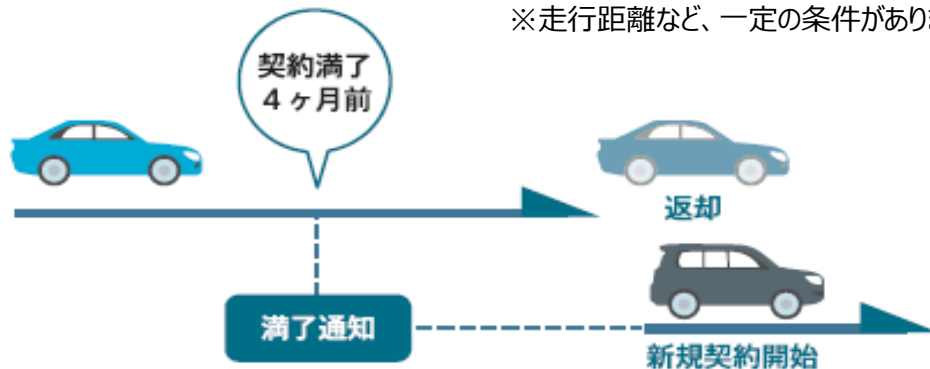 ※走行距離など、一定の条件があり
契約満了
4ヶ月前
返却
満了通知
新規契約開始